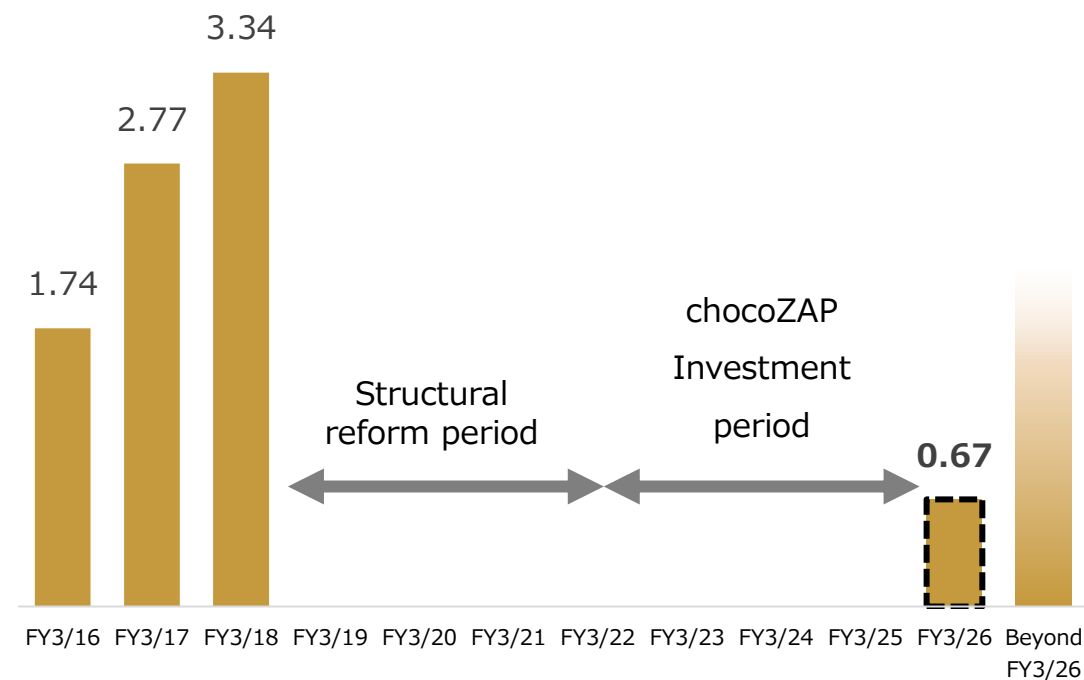 3.34
2.77
1.74
chocoZAP
Investment
period
Structural
reform period
0.67
FY3/16 FY3/17 FY3/18 FY3/19 FY3/20 FY3/21 FY3/22 FY3/23 FY3/24 FY3/25 FY3/26 Beyond
FY3/26